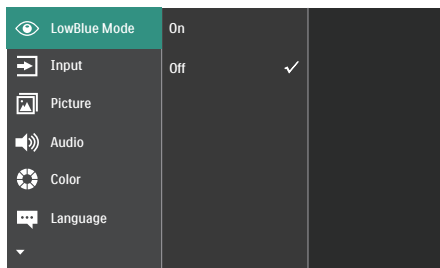 LowBlue Mode
On
Input
Off
Picture
Audio
Color
Language